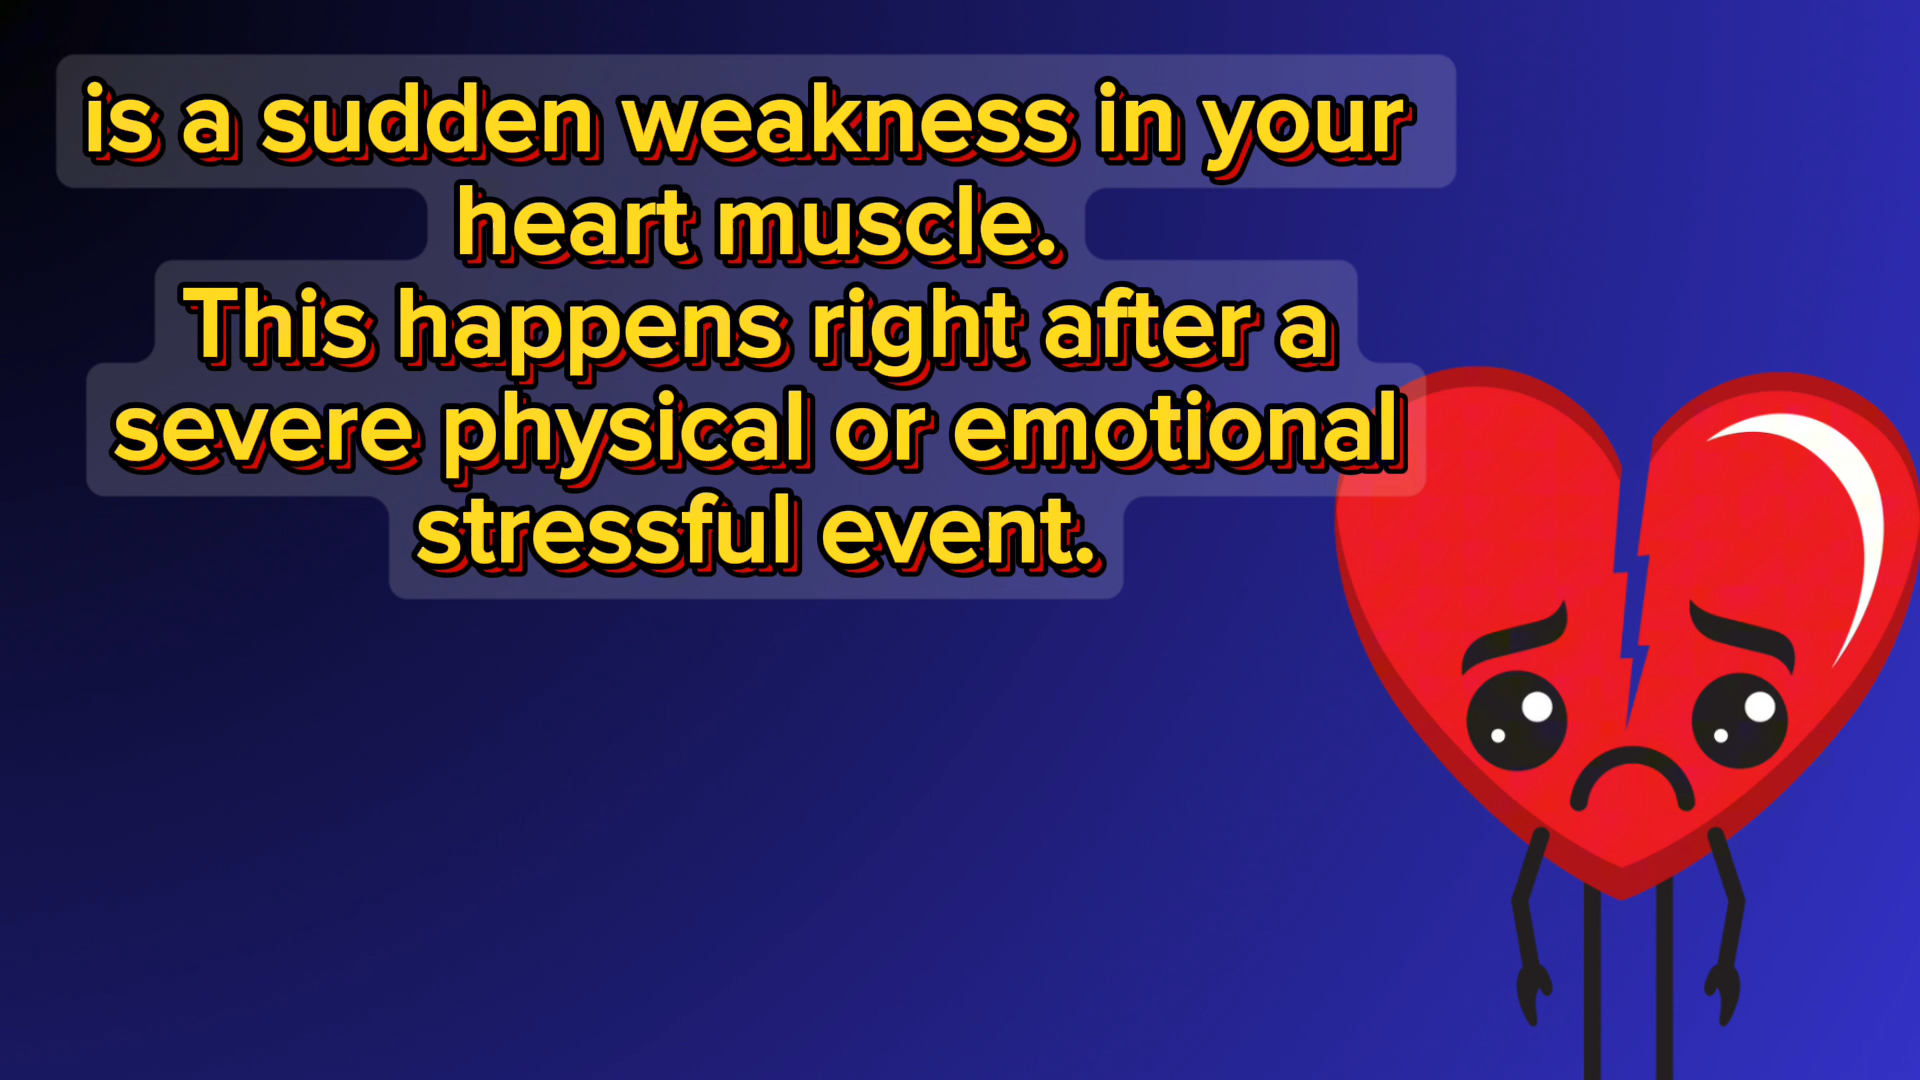 is a sudden weakness in your
heart muscle.
This happens right after a
severe physical or emotional
stressful event.